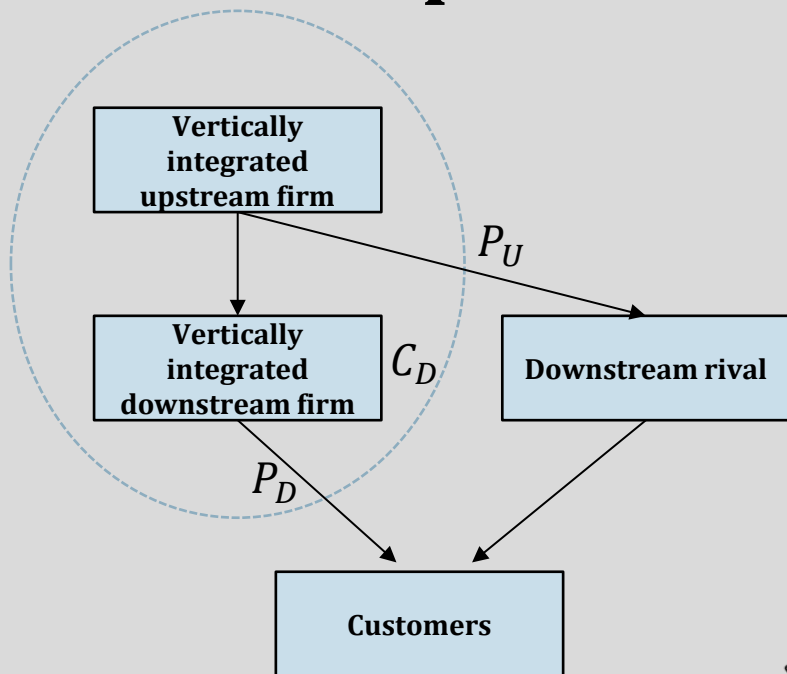 p
Vertically
integrated
upstream firm
P_U
Vertically
integrated
downstream firm
C_D
Downstream rival
P_D
Customers